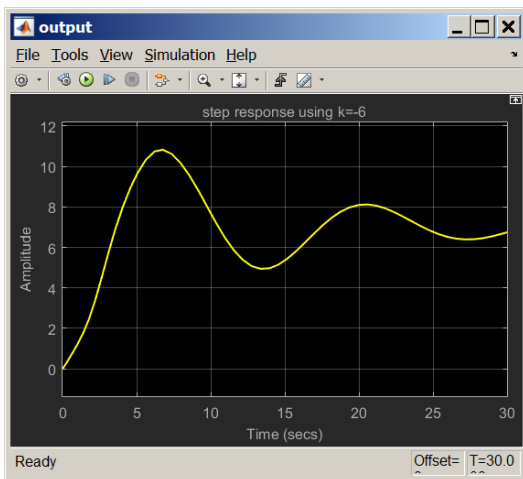 output
File Tools View Simulation Help
step response using k=-6
12
10
8
6
4
2
0
Amplitude
0 5 10 15 20 25 30
Time (secs)
Ready
Offset= T=30.0